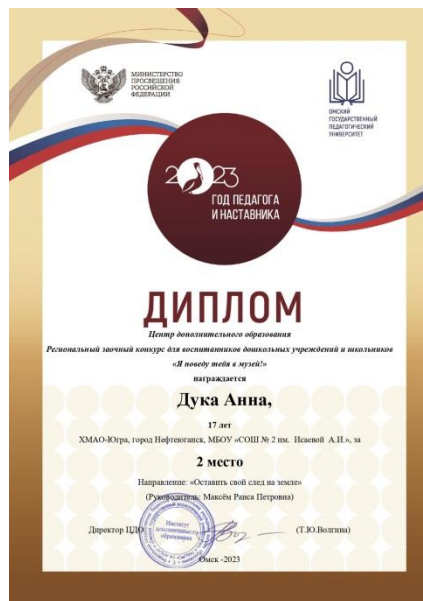 МИНИСТЕРСТВО
ПРОСВЕЩЕНИЯ
РОССИЙСКОЙ
ФЕДЕРАЦИИ
ОМСКИЙ
ГОСУДАРСТВЕННЫЙ
ПЕДАГОГИЧЕСКИЙ
УНИВЕРСИТЕТ
2023
ГОД ПЕДАГОГА
И НАСТАВНИКА
ДИПЛОМ
Центр дополнительного образования
Региональный заочный конкурс для воспитанников дошкольных учреждений и школьников
«Я поведу тебя в музей!»
награждается
Дука Анна,
17 лет
ХМАО-Югра, город Нефтеюганск, МБОУ «СОШ № 2 им. Исаевой А.И.», за
2 место
Направление: «Оставить свой след на земле»
(Руководитель: Максём Раиса Петровна)
Директор ЦДО (Т.Ю.Волгина)
Институт
дополнительного
образования
Омск -2023